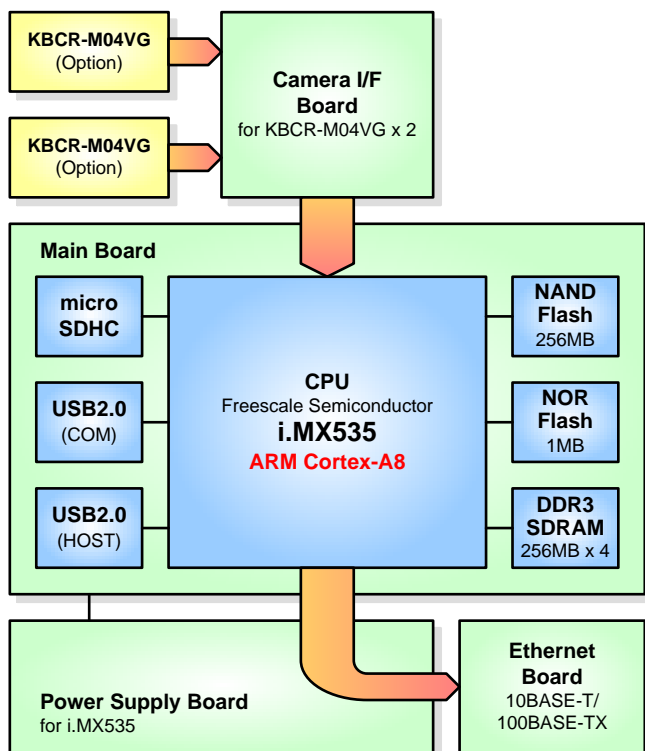 KBCR-M04VG
(Option)
KBCR-M04VG
(Option)
Camera I/F
Board
for KBCR-M04VG x 2
Main Board
micro
SDHC
USB2.0
(COM)
USB2.0
(HOST)
CPU
Freescale Semiconductor
i.MX535
ARM Cortex-A8
NAND
Flash
256MB
NOR
Flash
1MB
DDR3
SDRAM
256MB x 4
Power Supply Board
for i.MX535
Ethernet
Board
10BASE-T/
100BASE-TX